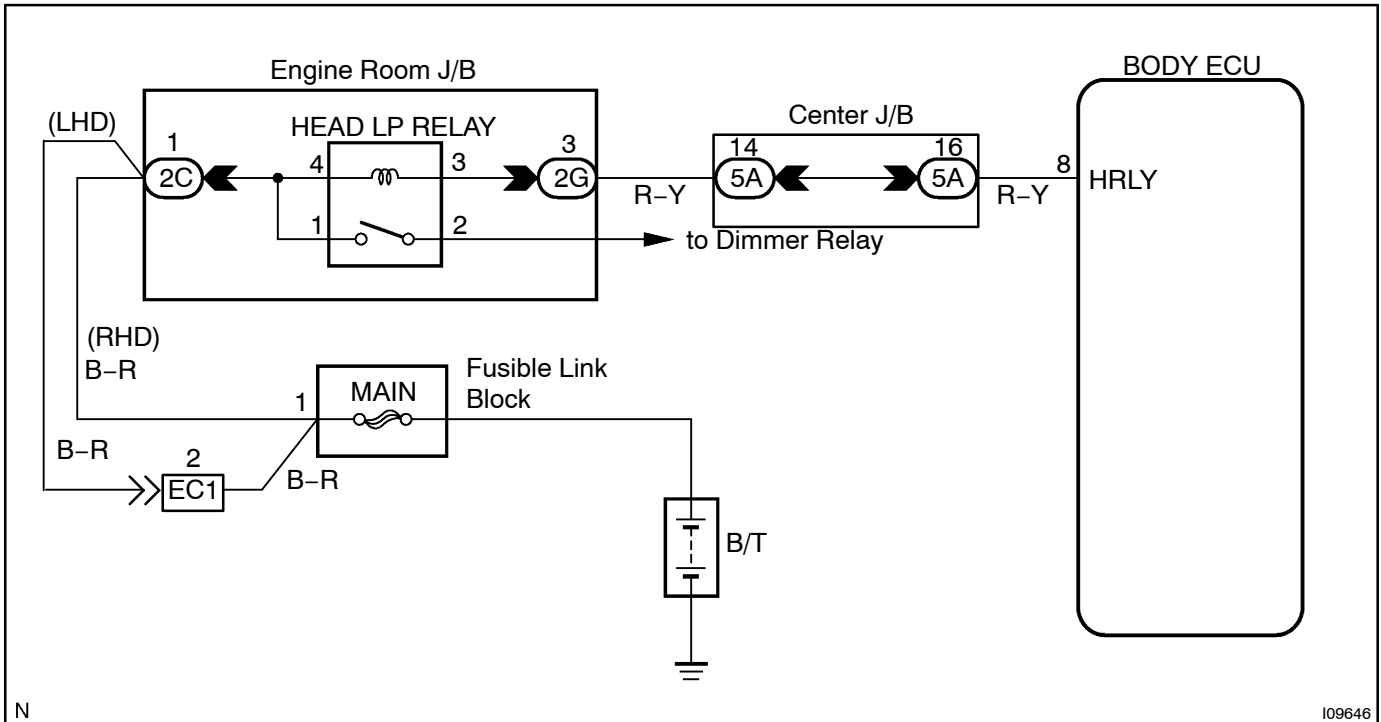 BODY ECU
Engine Room J/B
Center J/B
(LHD)
HEAD LP RELAY
1
4
3
3
14
16
8
2C
2G
5A
5A
HRLY
R–Y
R–Y
1
2
to Dimmer Relay
(RHD)
B–R
Fusible Link
Block
MAIN
1
B–R
2
EC1
B–R
B/T
N
I09646